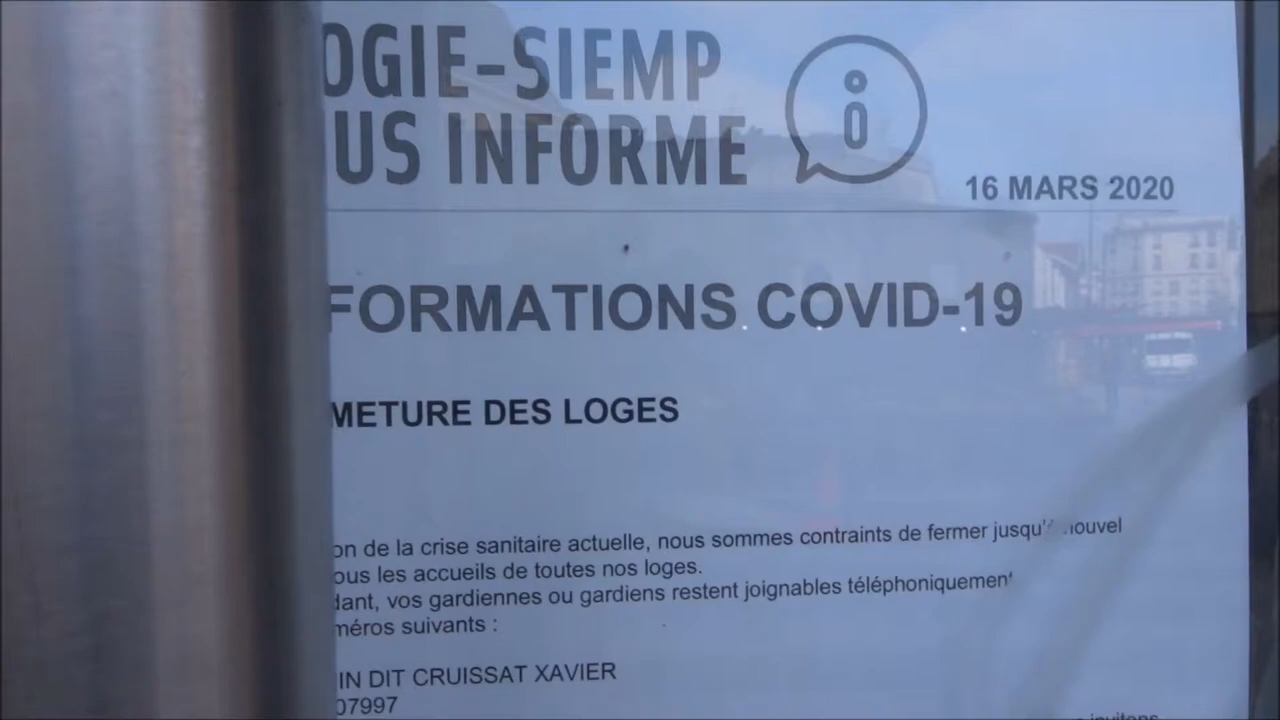 OGIE-SIEMP
US INFORME
16 MARS 2020
FORMATIONS COVID-19
METURE DES LOGES
on de la crise sanitaire actuelle, nous sommes contraints de fermer jusqu'à nouvel
ous les accueils de toutes nos loges.
dant, vos gardiennes ou gardiens restent joignables téléphoniquement
méros suivants :
IN DIT CRUISSAT XAVIER
07997